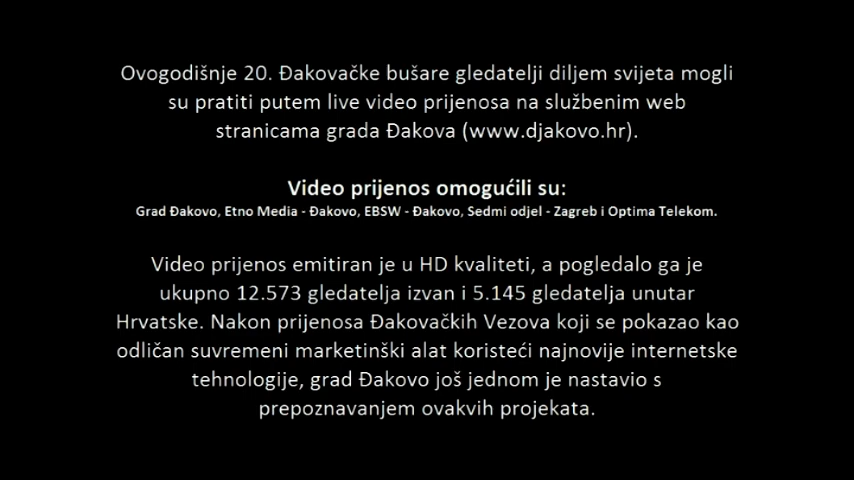 Ovogodišnje 20. Đakovačke bušare gledatelji diljem svijeta mogli
su pratiti putem live video prijenosa na službenim web
stranicama grada Đakova (www.djakovo.hr).
Video prijenos omogućili su:
Grad Đakovo, Etno Media - Đakovo, EBSW - Đakovo, Sedmi odjel - Zagreb i Optima Telekom.
Video prijenos emitiran je u HD kvaliteti, a pogledalo ga je
ukupno 12.573 gledatelja izvan i 5.145 gledatelja unutar
Hrvatske. Nakon prijenosa Đakovačkih Vezova koji se pokazao kao
odličan suvremeni marketinški alat koristeći najnovije internetske
tehnologije, grad Đakovo još jednom je nastavio s
prepoznavanjem ovakvih projekata.